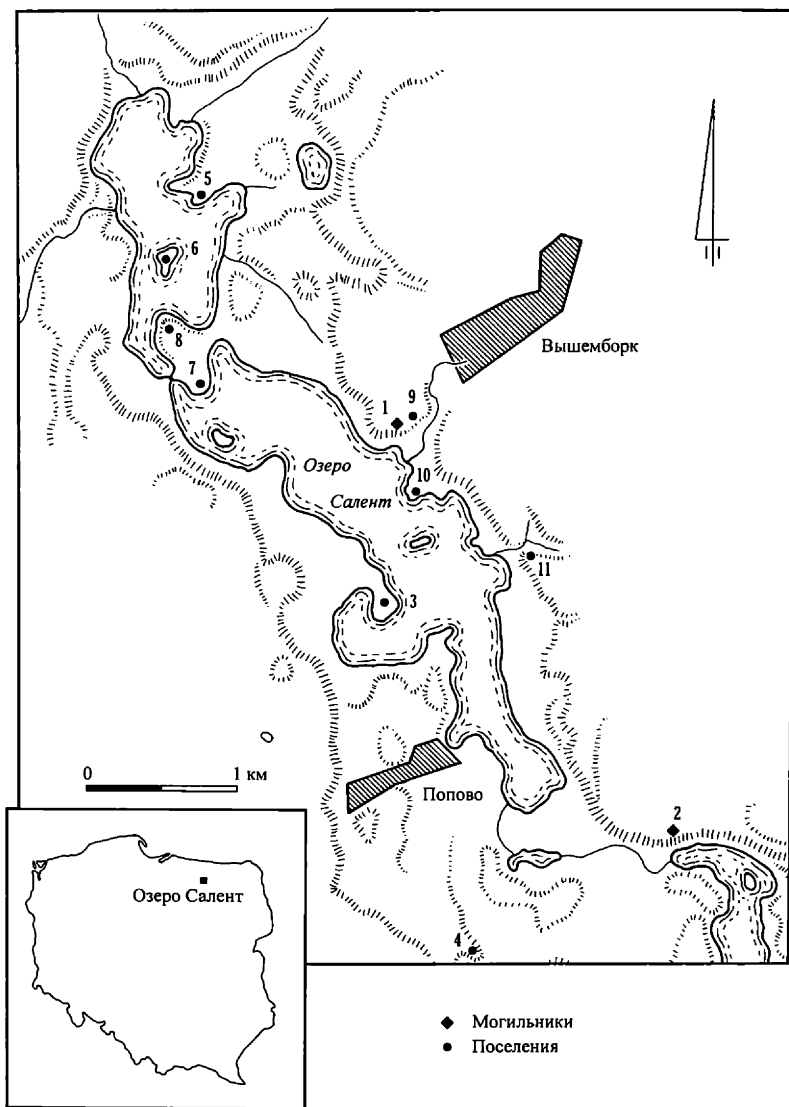 5
6
Вышемборк
8
7
1
9
Озеро
10
Салент
11
3
0
1 км
Попово
2
Озеро Салент
4
Могильники
Поселения